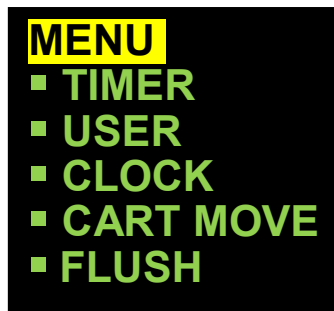 MENU
▪ TIMER
▪ USER
▪ CLOCK
▪ CART MOVE
▪ FLUSH